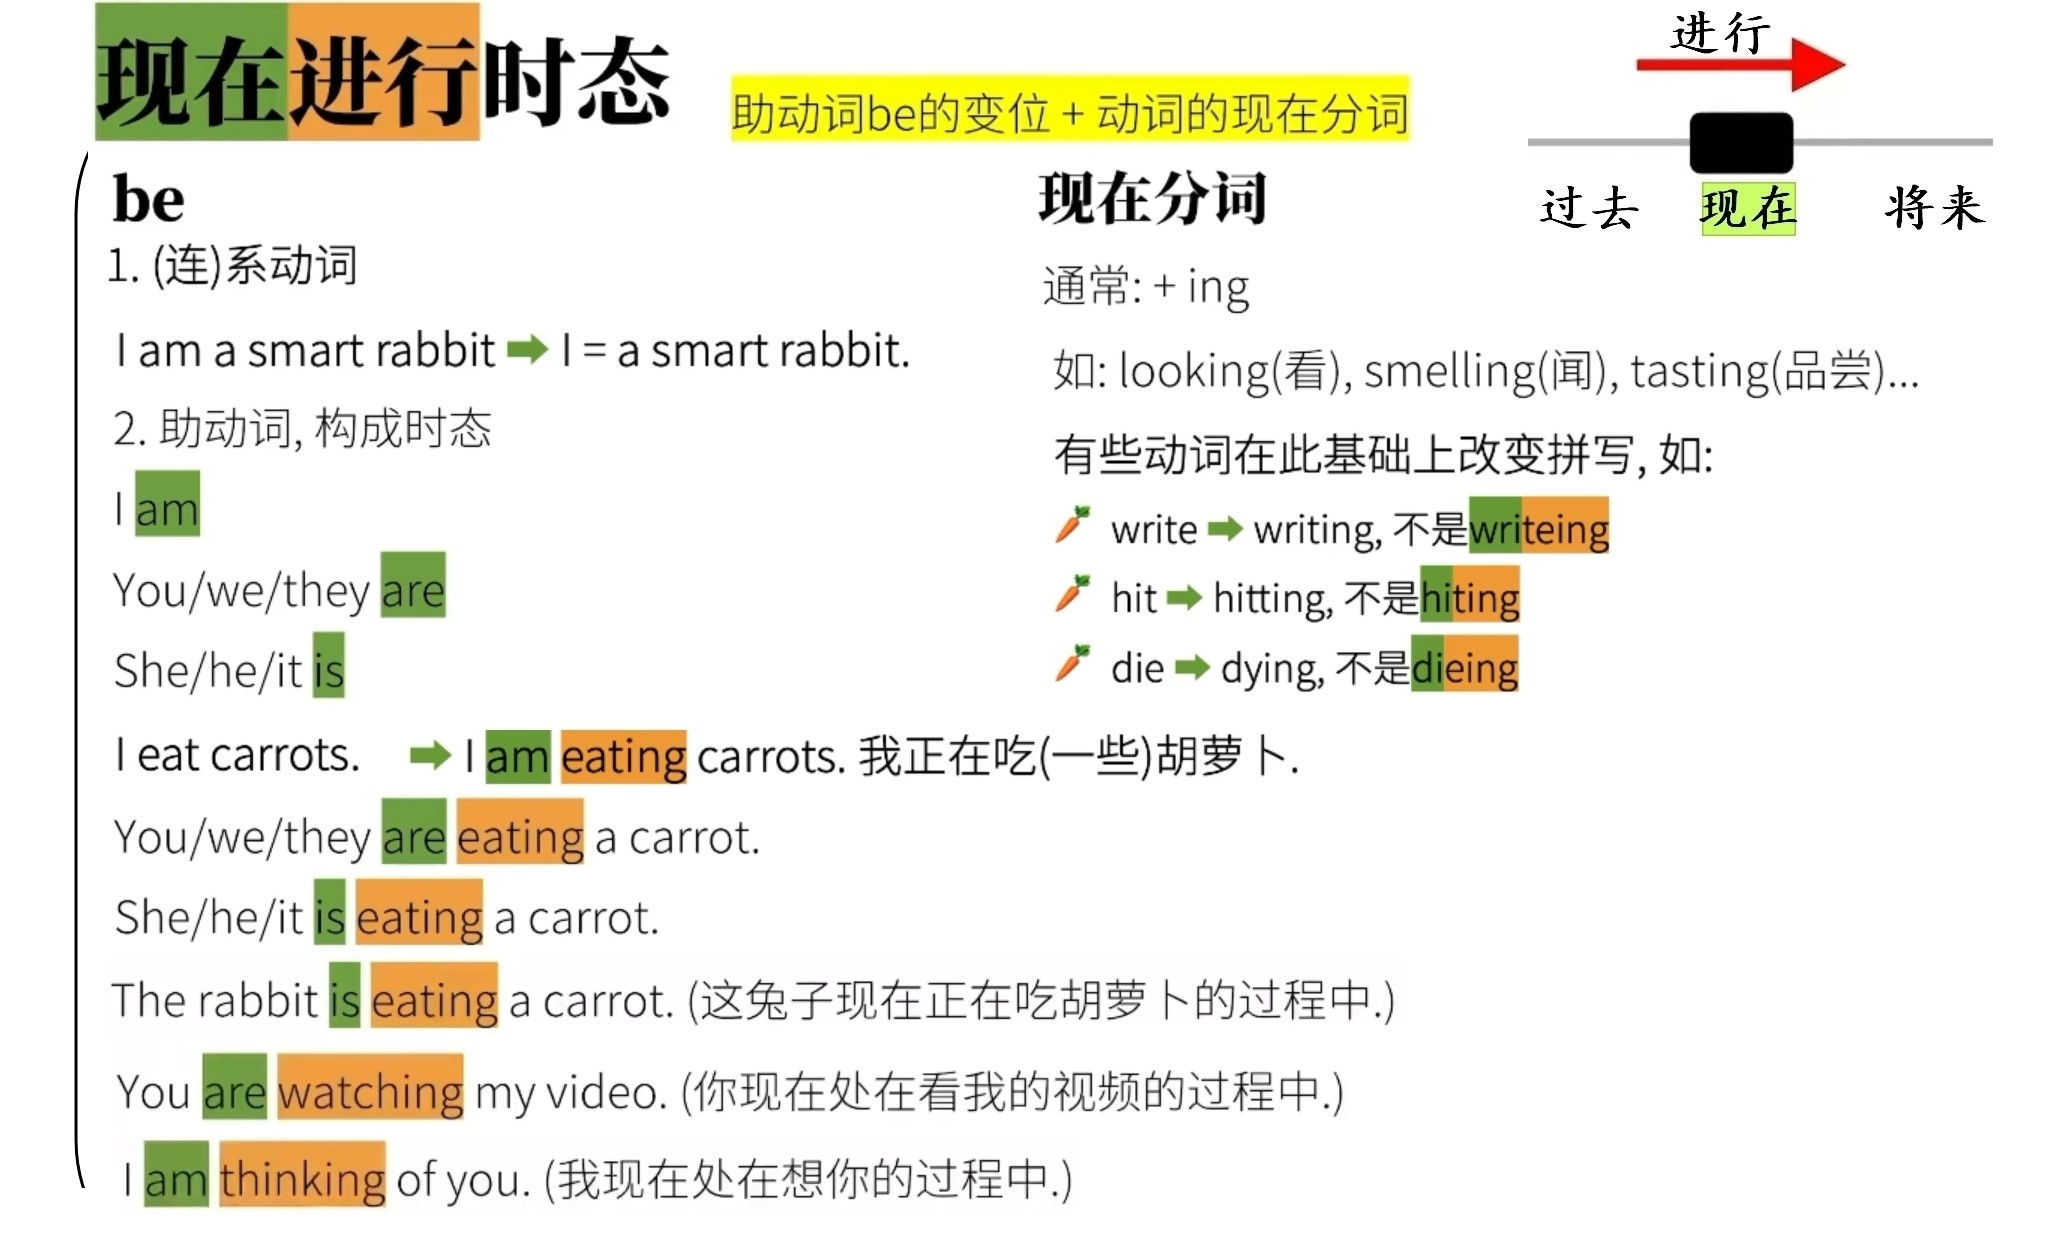 现在进行时态
助动词be的变位 + 动词的现在分词
进行
过去 现在 将来
be
1. (连)系动词
I am a smart rabbit ➡ I = a smart rabbit.
2. 助动词, 构成时态
I am
You/we/they are
She/he/it is
现在分词
通常: + ing
如: looking(看), smelling(闻), tasting(品尝)...
有些动词在此基础上改变拼写, 如:
🥕 write ➡ writing, 不是writeing
🥕 hit ➡ hitting, 不是hiting
🥕 die ➡ dying, 不是dieing
I eat carrots. ➡ I am eating carrots. 我正在吃(一些)胡萝卜.
You/we/they are eating a carrot.
She/he/it is eating a carrot.
The rabbit is eating a carrot. (这兔子现在正在吃胡萝卜的过程中.)
You are watching my video. (你现在处在看我的视频的过程中.)
I am thinking of you. (我现在处在想你的过程中.)